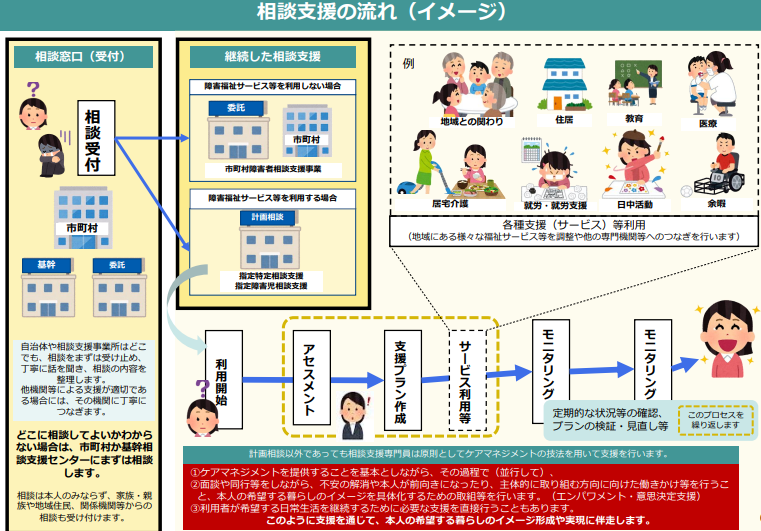 相談支援の流れ（イメージ）
相談窓口（受付）
?
相談受付
市町村
基幹
委託
自治体や相談支援事業所はどこ
でも、相談をまずは受け止め、
丁寧に話を聞き、相談の内容を
整理します。
他機関等による支援が適切であ
る場合には、その機関に丁寧に
つなぎます。
どこに相談してよいかわから
ない場合は、市町村か基幹相
談支援センターにまずは相談
します。
相談は本人のみならず、家族・親
族や地域住民、関係機関等からの
相談も受け付けます。
継続した相談支援
障害福祉サービス等を利用しない場合
委託
市町村
市町村障害者相談支援事業
障害福祉サービス等を利用する場合
計画相談
指定特定相談支援
指定障害児相談支援
例
地域との関わり
住居
教育
医療
居宅介護
就労・就労支援
日中活動
余暇
各種支援（サービス）等利用
（地域にある様々な福祉サービス等を調整や他の専門機関等へのつなぎを行います）
?
利用開始
アセスメント
!
支援プラン作成
サービス利用等
モニタリング
モニタリング
定期的な状況等の確認、
プランの検証・見直し等
このプロセスを
繰り返します
計画相談以外であっても相談支援専門員は原則としてケアマネジメントの技法を用いて支援を行います。
①ケアマネジメントを提供することを基本としながら、その過程で（並行して）、
②面談や同行等をしながら、不安の解消や本人が前向きになったり、主体的に取り組む方向に向けた働きかけ等を行うこ
と、本人の希望する暮らしのイメージを具体化するための取組等を行います。（エンパワメント・意思決定支援）
③利用者が希望する日常生活を継続するために必要な支援を直接行うこともあります。
このように支援を通じて、本人の希望する暮らしのイメージ形成や実現に伴走します。